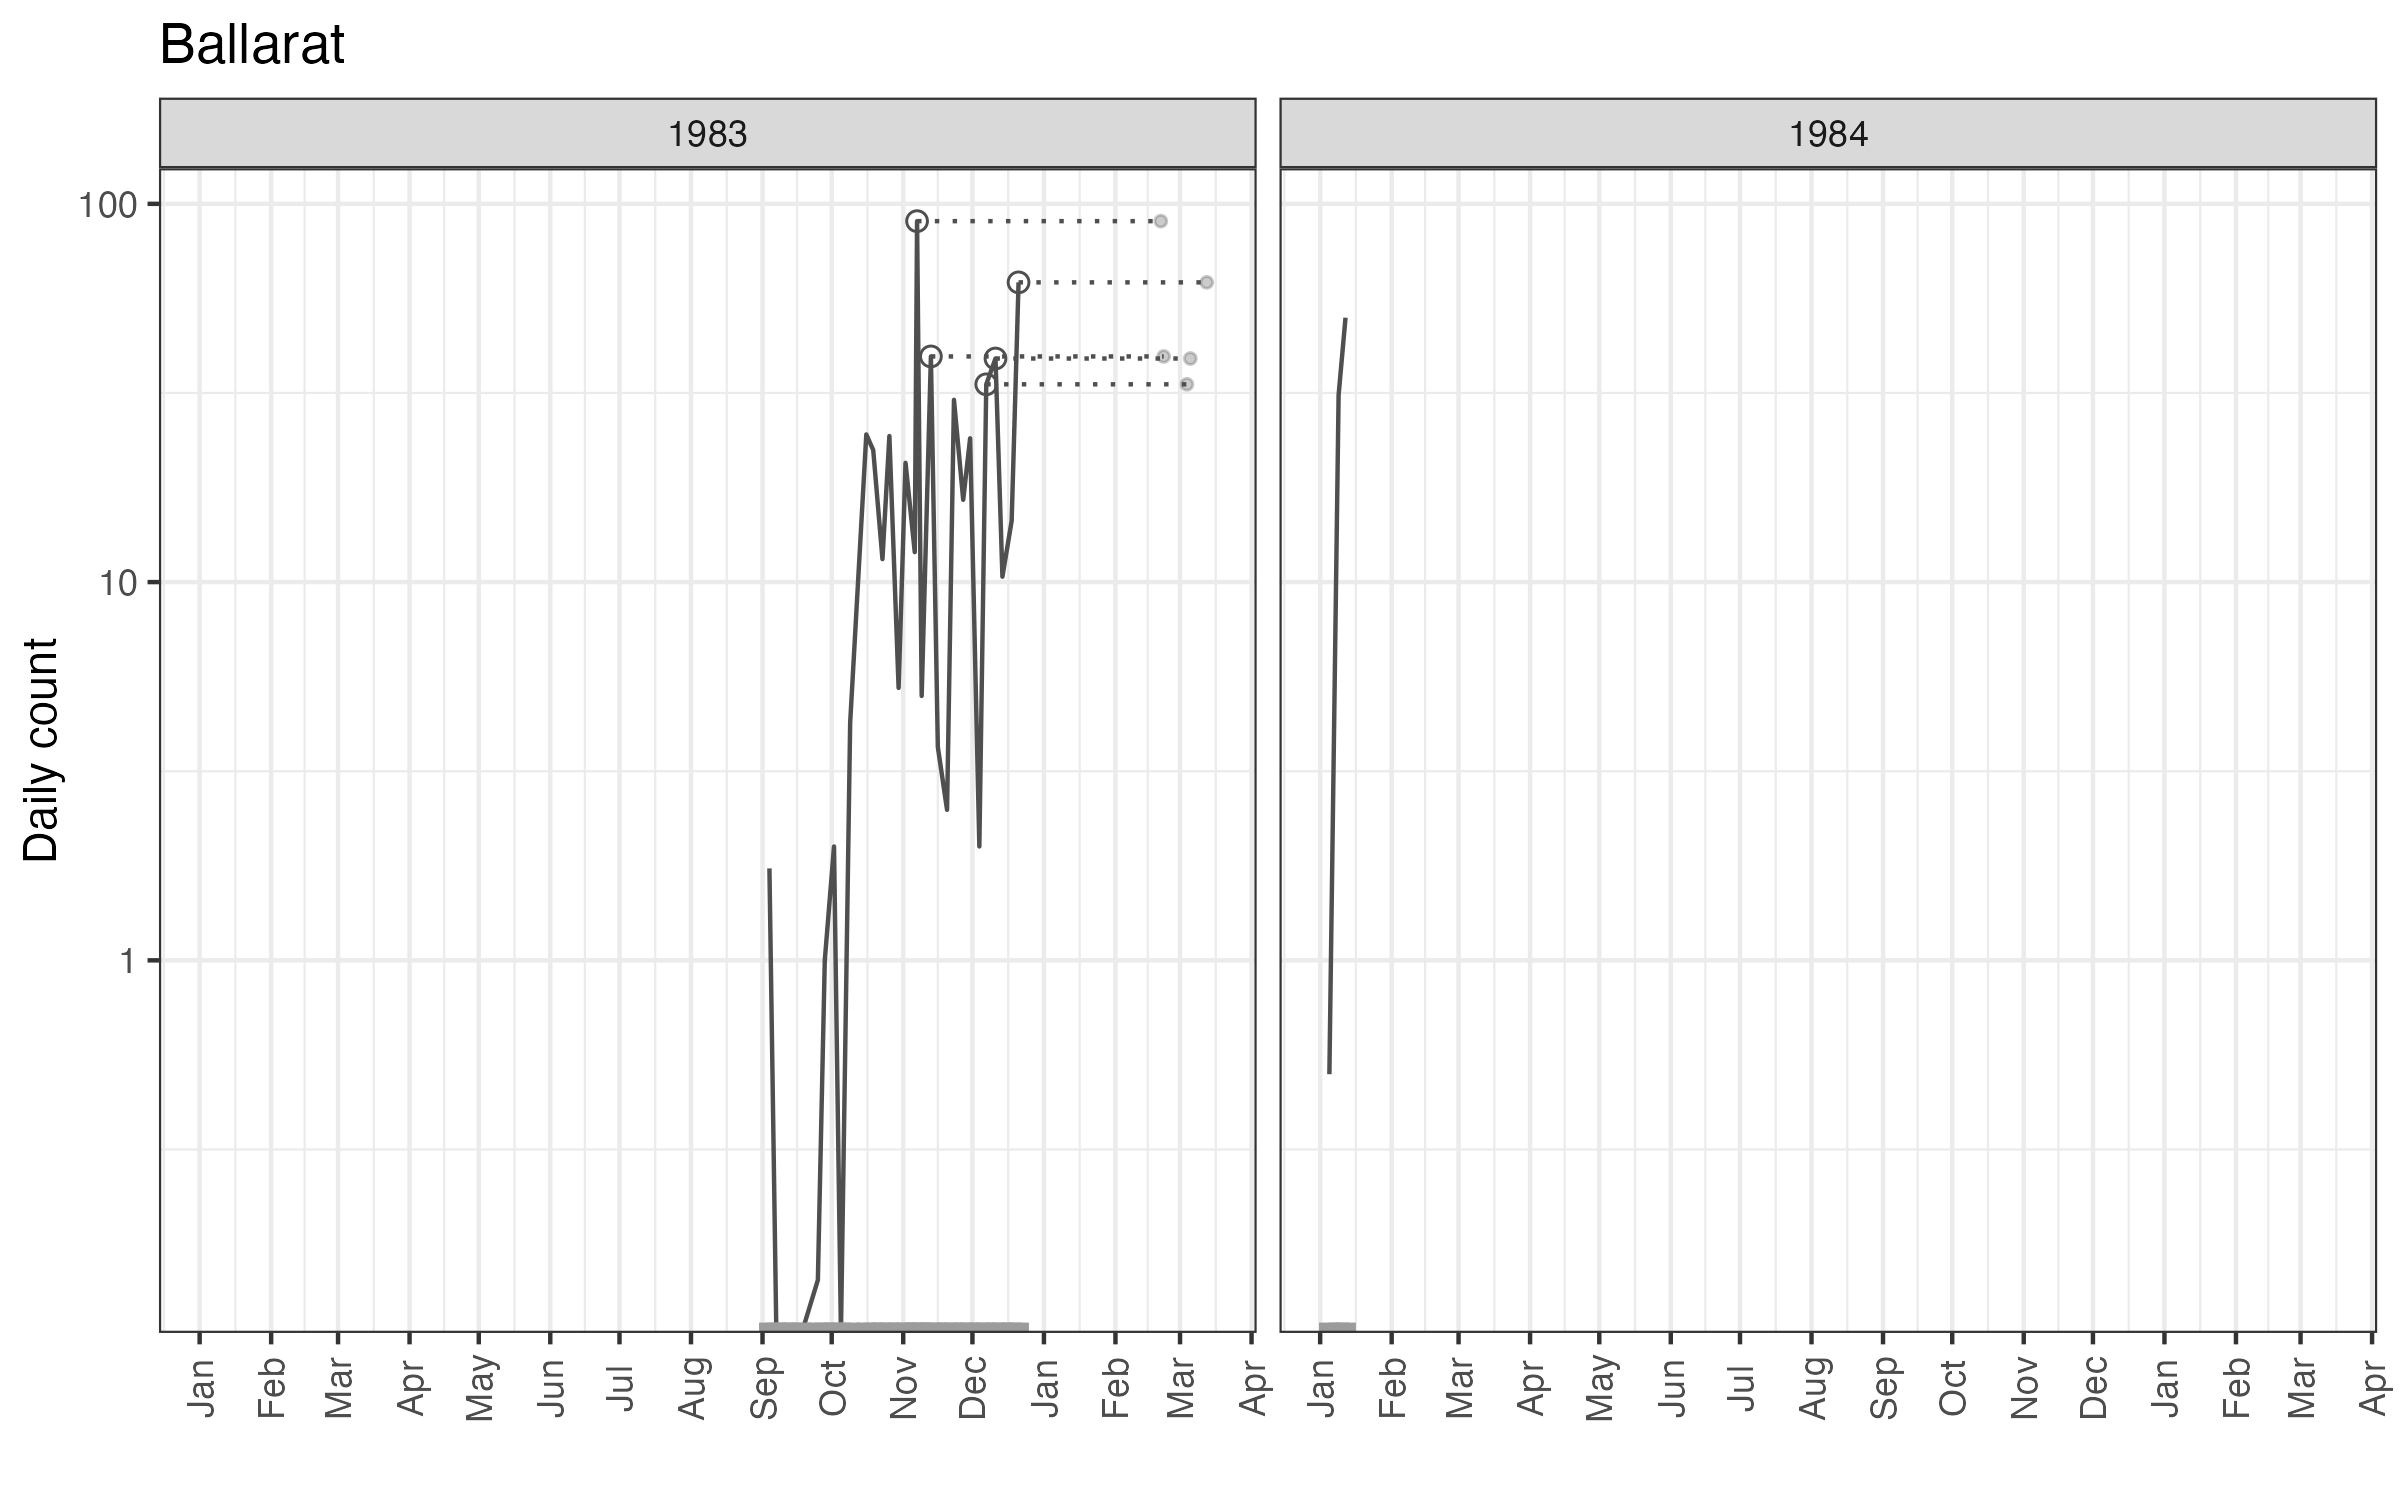 Ballarat
1983 1984
100
10
1
Daily count
Jan Feb Mar Apr May Jun Jul Aug Sep Oct Nov Dec Jan Feb Mar Apr Jan Feb Mar Apr May Jun Jul Aug Sep Oct Nov Dec Jan Feb Mar Apr